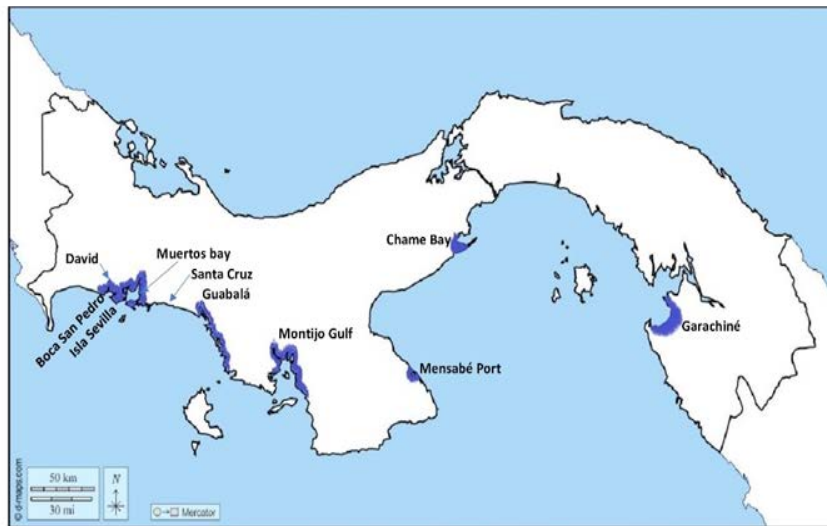 Chame Bay
David
Muertos bay
Santa Cruz
Guabalá
Boca San Pedro
Isla Sevilla
Montijo Gulf
Mensabé Port
Garachiné
50 km
30 mi
N
Mercator
© d-maps.com